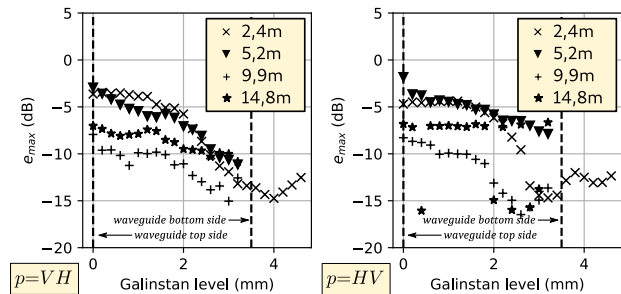 5
0
−5
−10
−15
−20
e_max (dB)
2,4m
5,2m
9,9m
14,8m
waveguide bottom side
waveguide top side
0 2 4
Galinstan level (mm)
p=VH
5
0
−5
−10
−15
−20
e_max (dB)
2,4m
5,2m
9,9m
14,8m
waveguide bottom side
waveguide top side
0 2 4
Galinstan level (mm)
p=HV